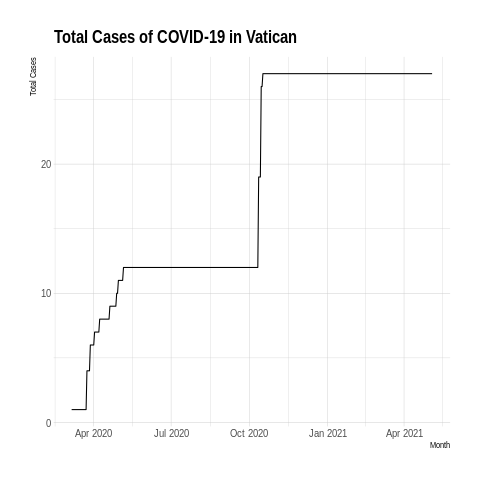 Total Cases of COVID-19 in Vatican
Total Cases
20
10
0
Apr 2020 Jul 2020 Oct 2020 Jan 2021 Apr 2021
Month